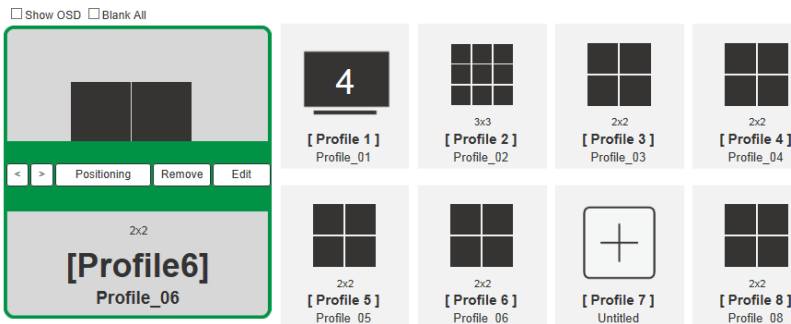 Show OSD Blank All
< > Positioning Remove Edit
2x2
[Profile6]
Profile_06
4
[ Profile 1 ]
Profile_01
3x3
[ Profile 2 ]
Profile_02
2x2
[ Profile 3 ]
Profile_03
2x2
[ Profile 4 ]
Profile_04
2x2
[ Profile 5 ]
Profile_05
2x2
[ Profile 6 ]
Profile_06
[ Profile 7 ]
Untitled
2x2
[ Profile 8 ]
Profile_08